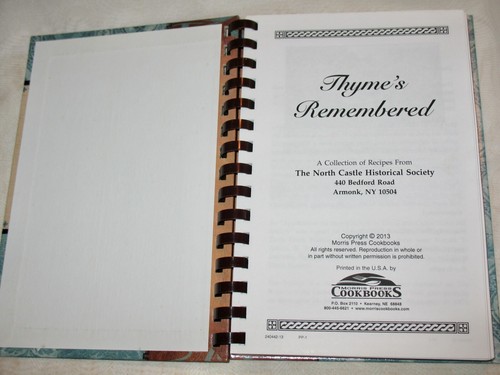 Thyme's
Remembered
A Collection of Recipes From
The North Castle Historical Society
440 Bedford Road
Armonk, NY 10504
Copyright © 2013
Morris Press Cookbooks
All rights reserved. Reproduction in whole or
in part without written permission is prohibited.
Printed in the U.S.A. by
MORRIS PRESS
COOKBOOKS
P.O. Box 2110 • Kearney, NE 68848
800-445-6621 • www.morriscookbooks.com